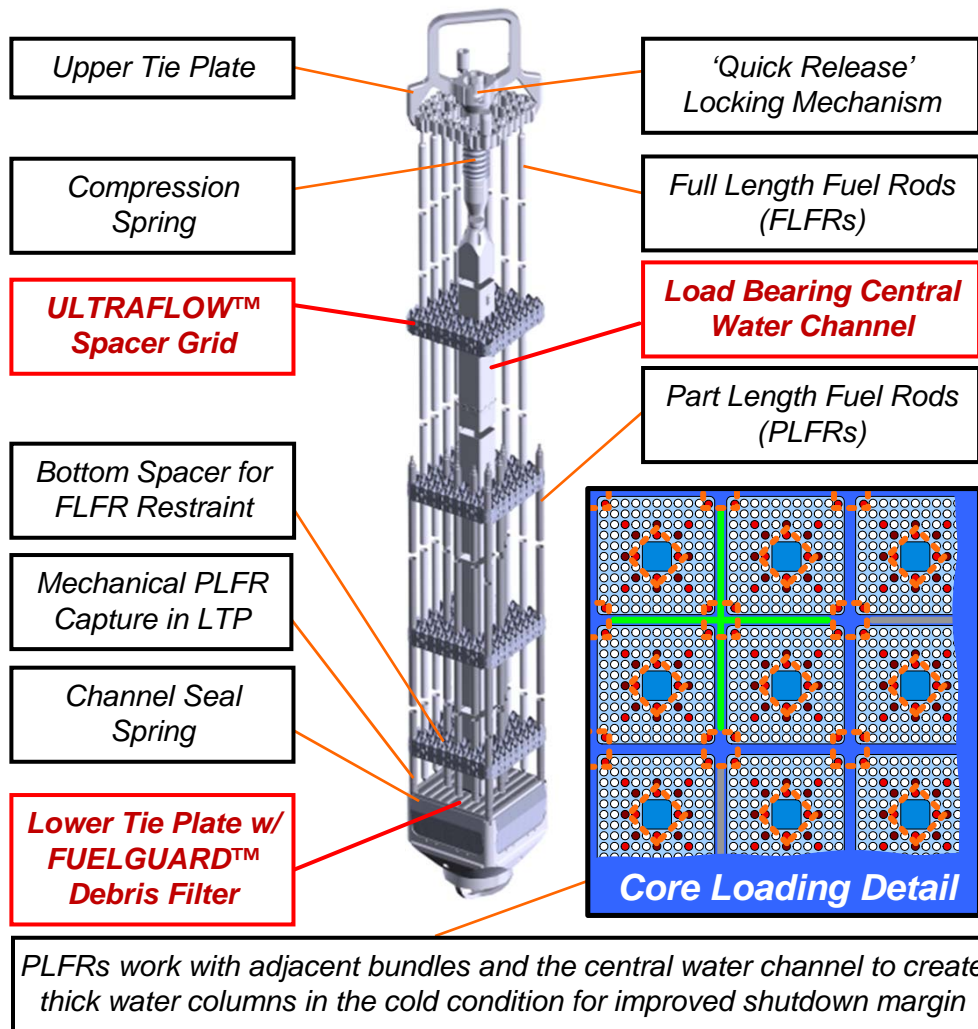 Upper Tie Plate
‘Quick Release’
Locking Mechanism
Compression
Spring
Full Length Fuel Rods
(FLFRs)
ULTRAFLOW™
Spacer Grid
Load Bearing Central
Water Channel
Part Length Fuel Rods
(PLFRs)
Bottom Spacer for
FLFR Restraint
Mechanical PLFR
Capture in LTP
Channel Seal
Spring
Lower Tie Plate w/
FUELGUARD™
Debris Filter
Core Loading Detail
PLFRs work with adjacent bundles and the central water channel to create
thick water columns in the cold condition for improved shutdown margin